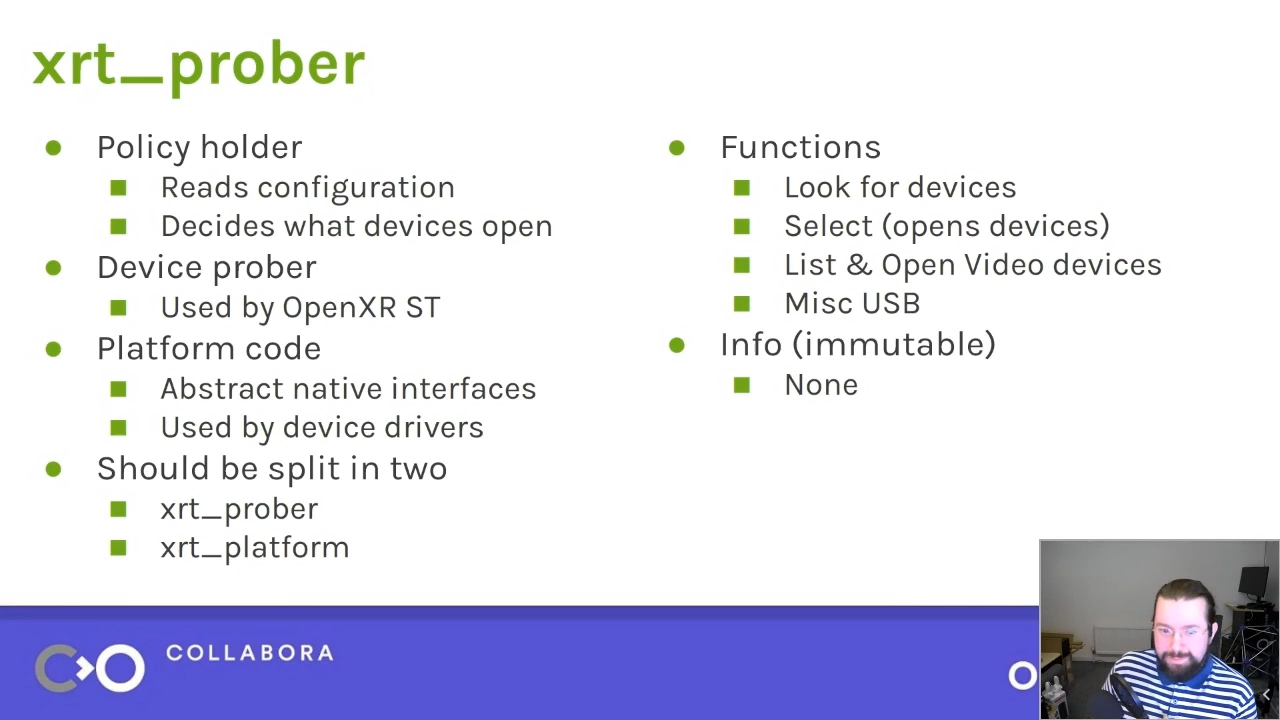 xrt_prober
Policy holder
Reads configuration
Decides what devices open
Device prober
Used by OpenXR ST
Platform code
Abstract native interfaces
Used by device drivers
Should be split in two
xrt_prober
xrt_platform
Functions
Look for devices
Select (opens devices)
List & Open Video devices
Misc USB
Info (immutable)
None
COLLABORA